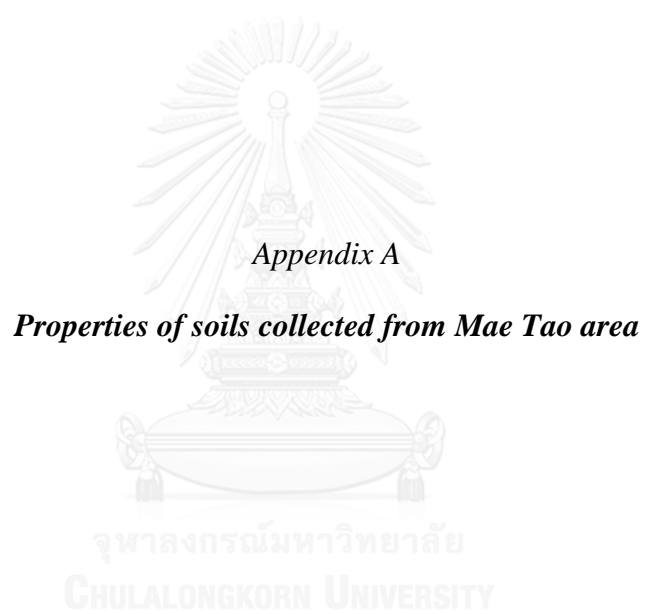 Appendix A
Properties of soils collected from Mae Tao area
จุฬาลงกรณ์มหาวิทยาลัย
CHULALONGKORN UNIVERSITY